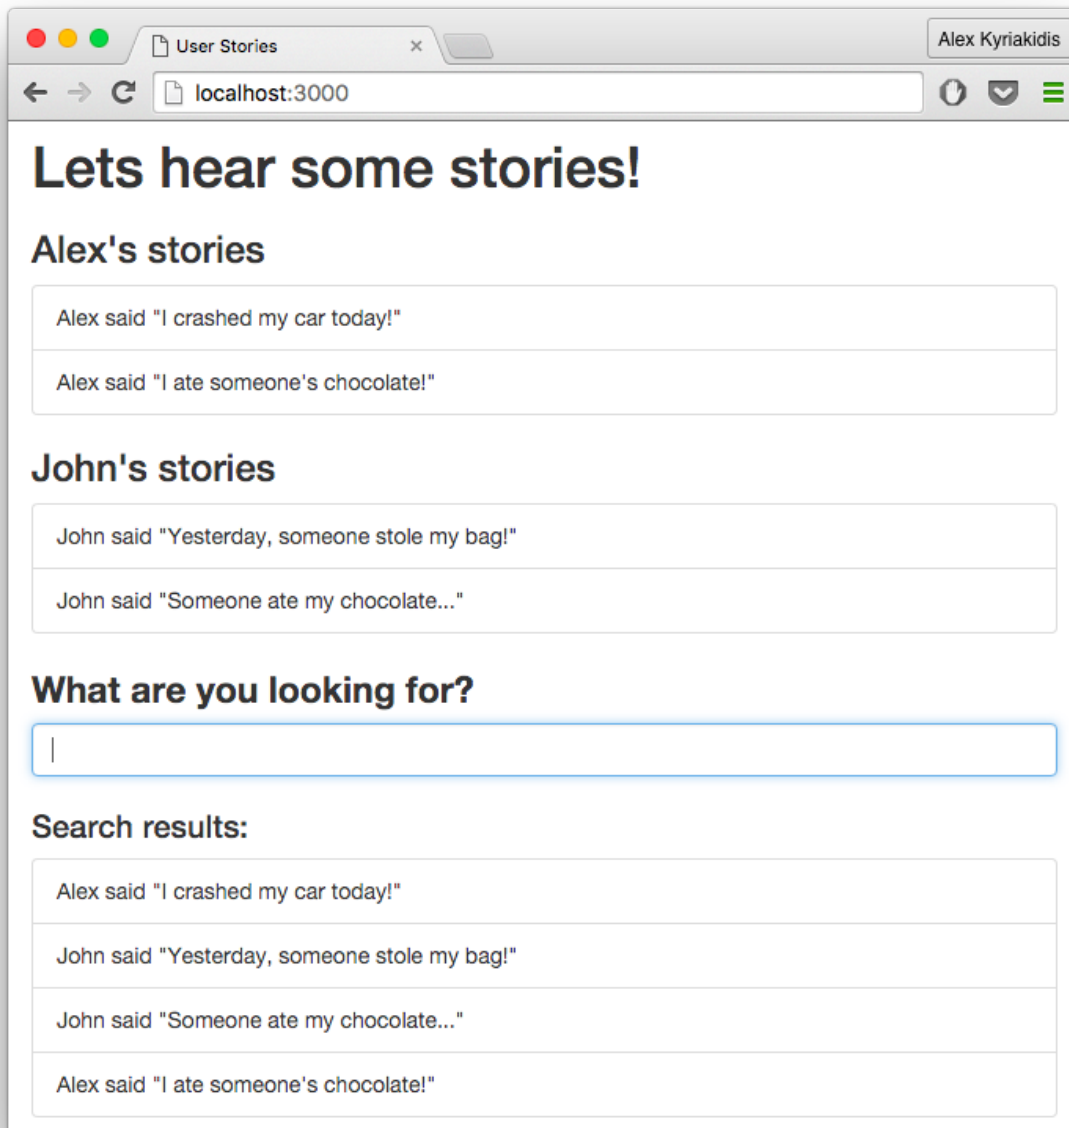 User Stories
Alex Kyriakidis
localhost:3000
Lets hear some stories!
Alex's stories
Alex said "I crashed my car today!"
Alex said "I ate someone's chocolate!"
John's stories
John said "Yesterday, someone stole my bag!"
John said "Someone ate my chocolate..."
What are you looking for?
Search results:
Alex said "I crashed my car today!"
John said "Yesterday, someone stole my bag!"
John said "Someone ate my chocolate..."
Alex said "I ate someone's chocolate!"